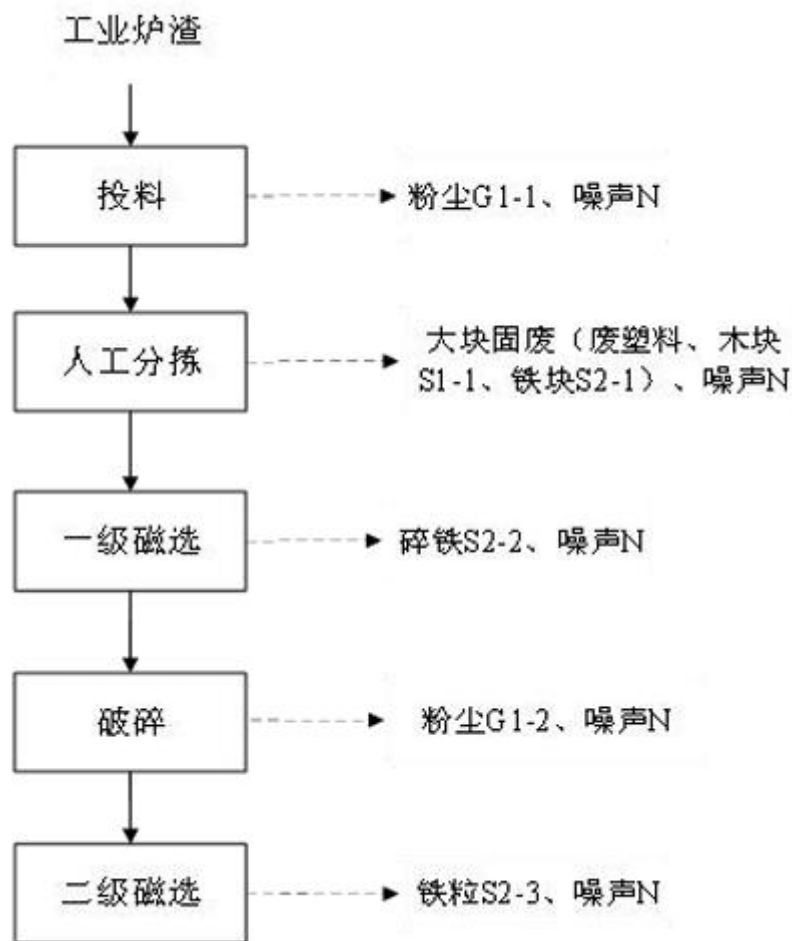 工业炉渣
投料
粉尘G1-1、噪声N
人工分拣
大块固废（废塑料、木块
S1-1、铁块S2-1）、噪声N
一级磁选
碎铁S2-2、噪声N
破碎
粉尘G1-2、噪声N
二级磁选
铁粒S2-3、噪声N